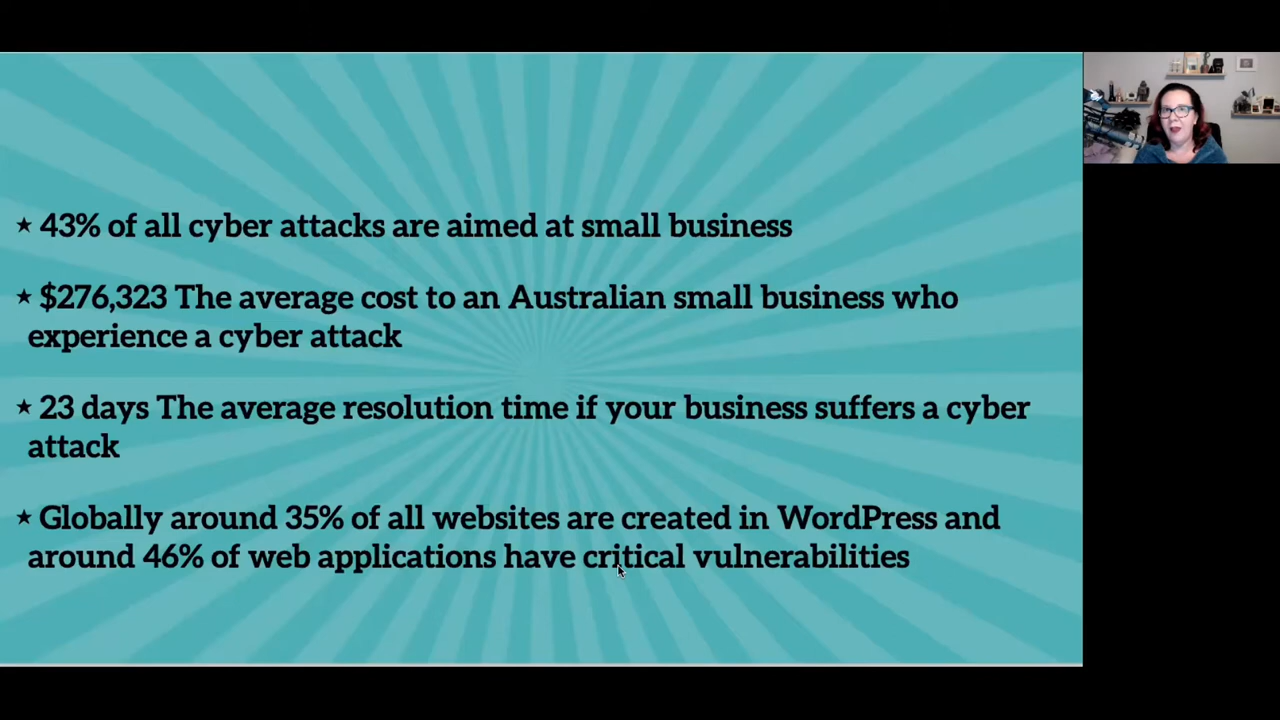 ★ 43% of all cyber attacks are aimed at small business
★ $276,323 The average cost to an Australian small business who
experience a cyber attack
★ 23 days The average resolution time if your business suffers a cyber
attack
★ Globally around 35% of all websites are created in WordPress and
around 46% of web applications have critical vulnerabilities